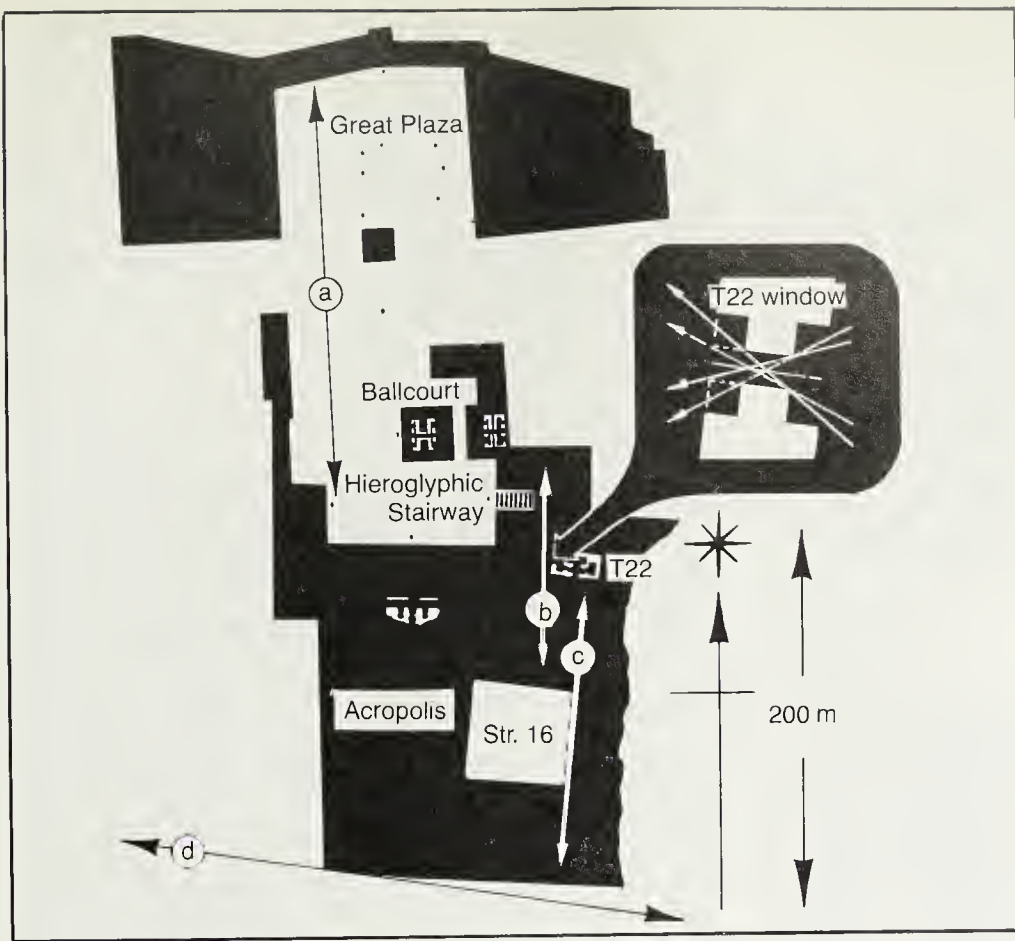 Great Plaza
a
T22 window
Ballcourt
Hieroglyphic
Stairway
T22
b
c
Acropolis
Str. 16
200 m
d